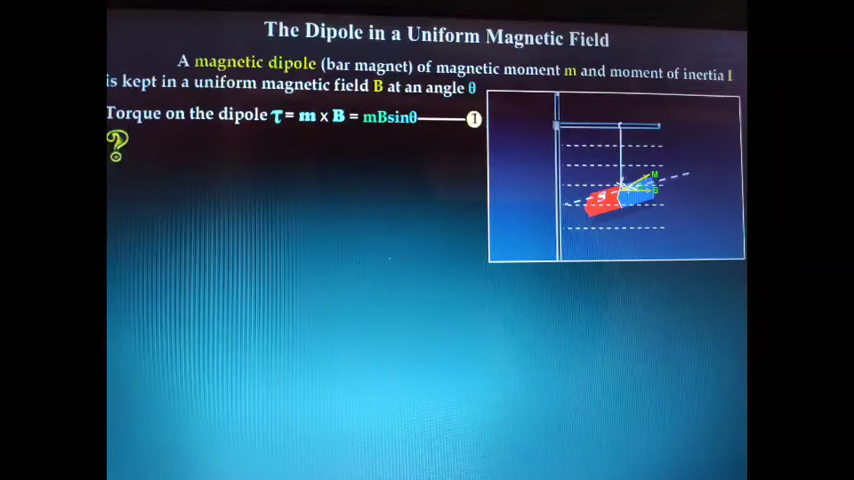 The Dipole in a Uniform Magnetic Field
A magnetic dipole (bar magnet) of magnetic moment m and moment of inertia I
is kept in a uniform magnetic field B at an angle θ
Torque on the dipole τ = m x B = mBsinθ 1
?
M
B
S